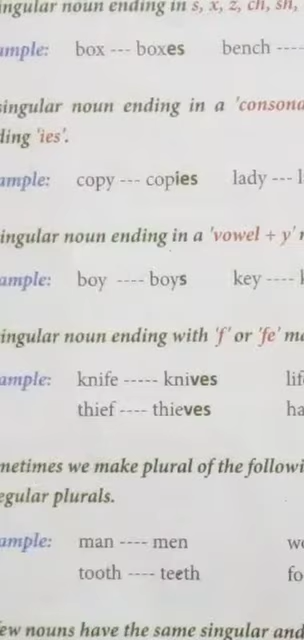 ingular noun ending in s, x, z, ch, sh,
ample: box --- boxes bench ----
singular noun ending in a 'consona
ding 'ies'.
ample: copy --- copies lady --- l
ingular noun ending in a 'vowel + y'
ample: boy ---- boys key ----
ingular noun ending with 'f' or 'fe' ma
ample: knife ----- knives lif
thief ---- thieves ha
metimes we make plural of the followi
egular plurals.
ample: man ---- men w
tooth ---- teeth fo
ew nouns have the same singular and